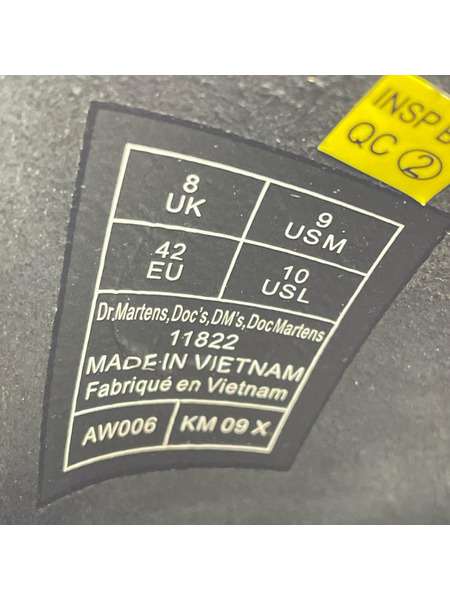 INSP B
QC ②
8 UK
9 USM
42 EU
10 USL
Dr.Martens, Doc's, DM's, DocMartens
11822
MADE IN VIETNAM
Fabriqué en Vietnam
AW006
KM 09 X